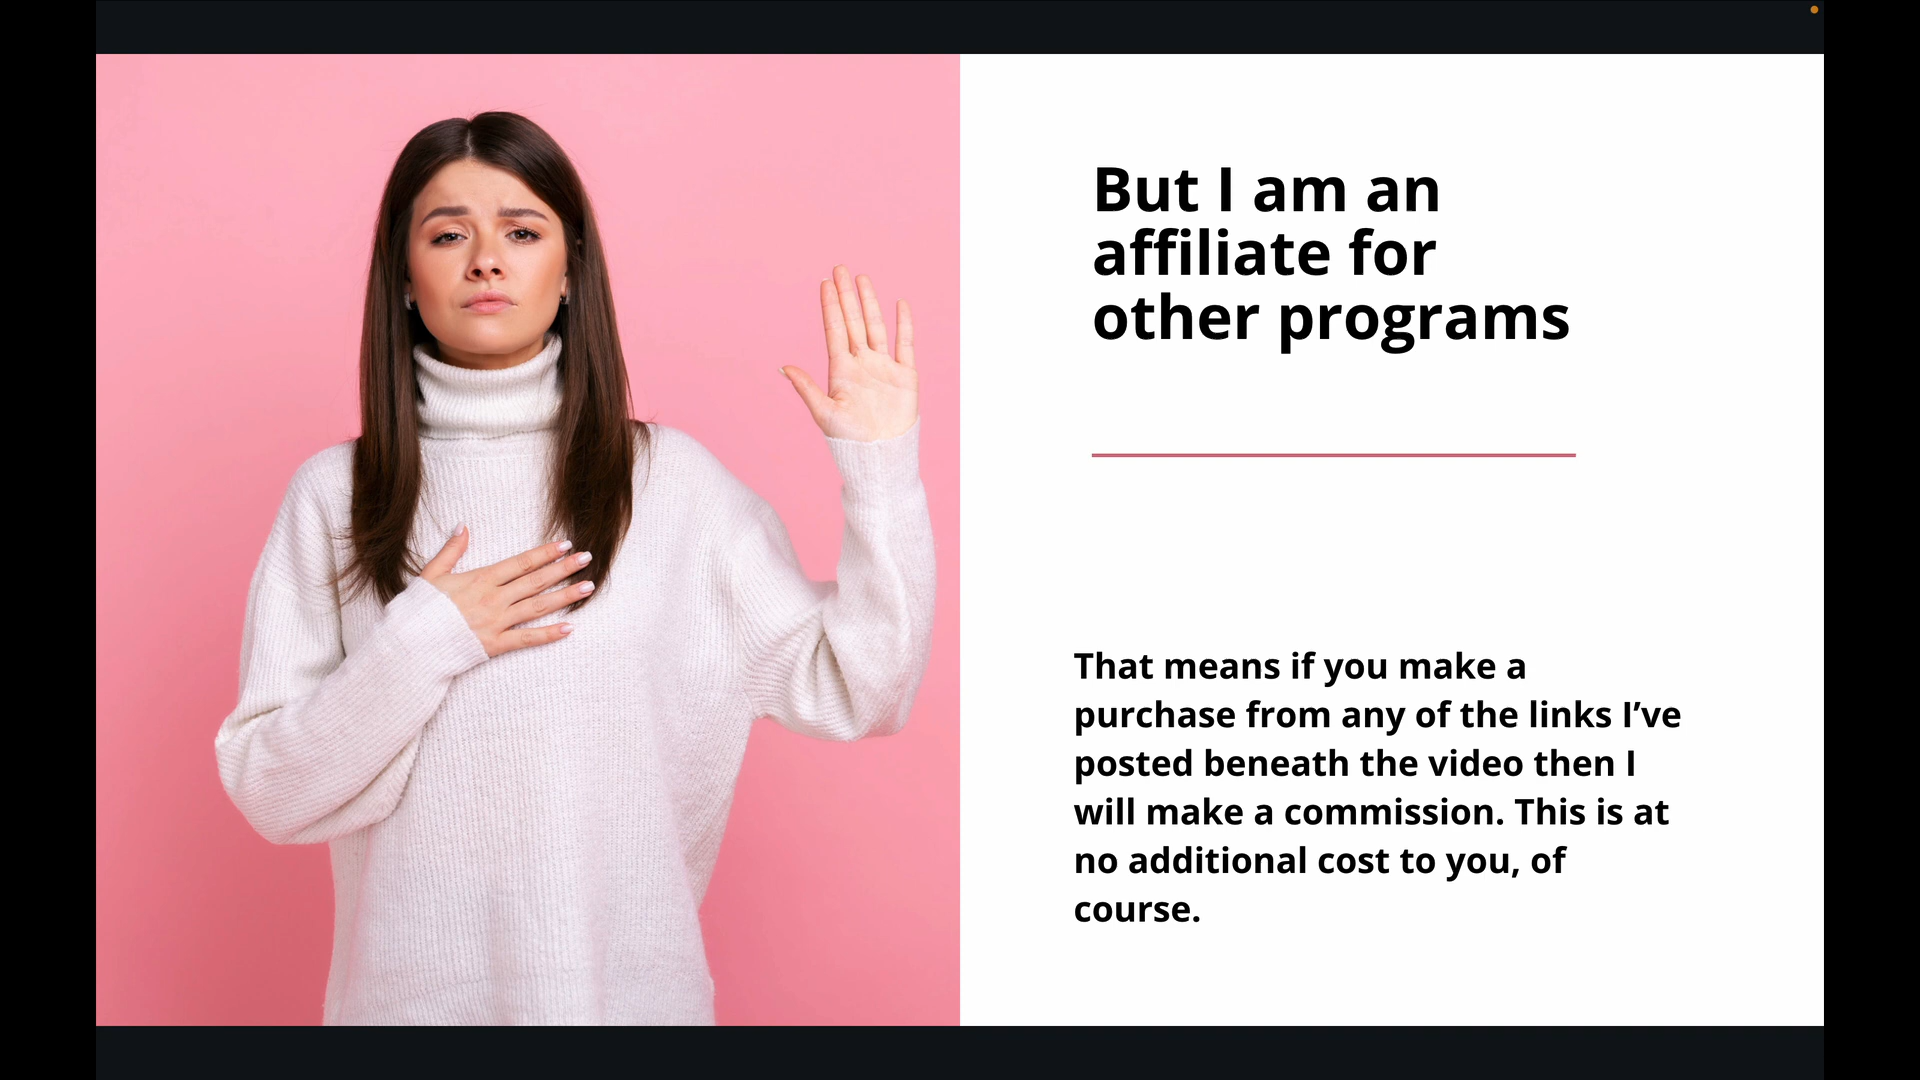 But I am an
affiliate for
other programs
That means if you make a
purchase from any of the links I’ve
posted beneath the video then I
will make a commission. This is at
no additional cost to you, of
course.